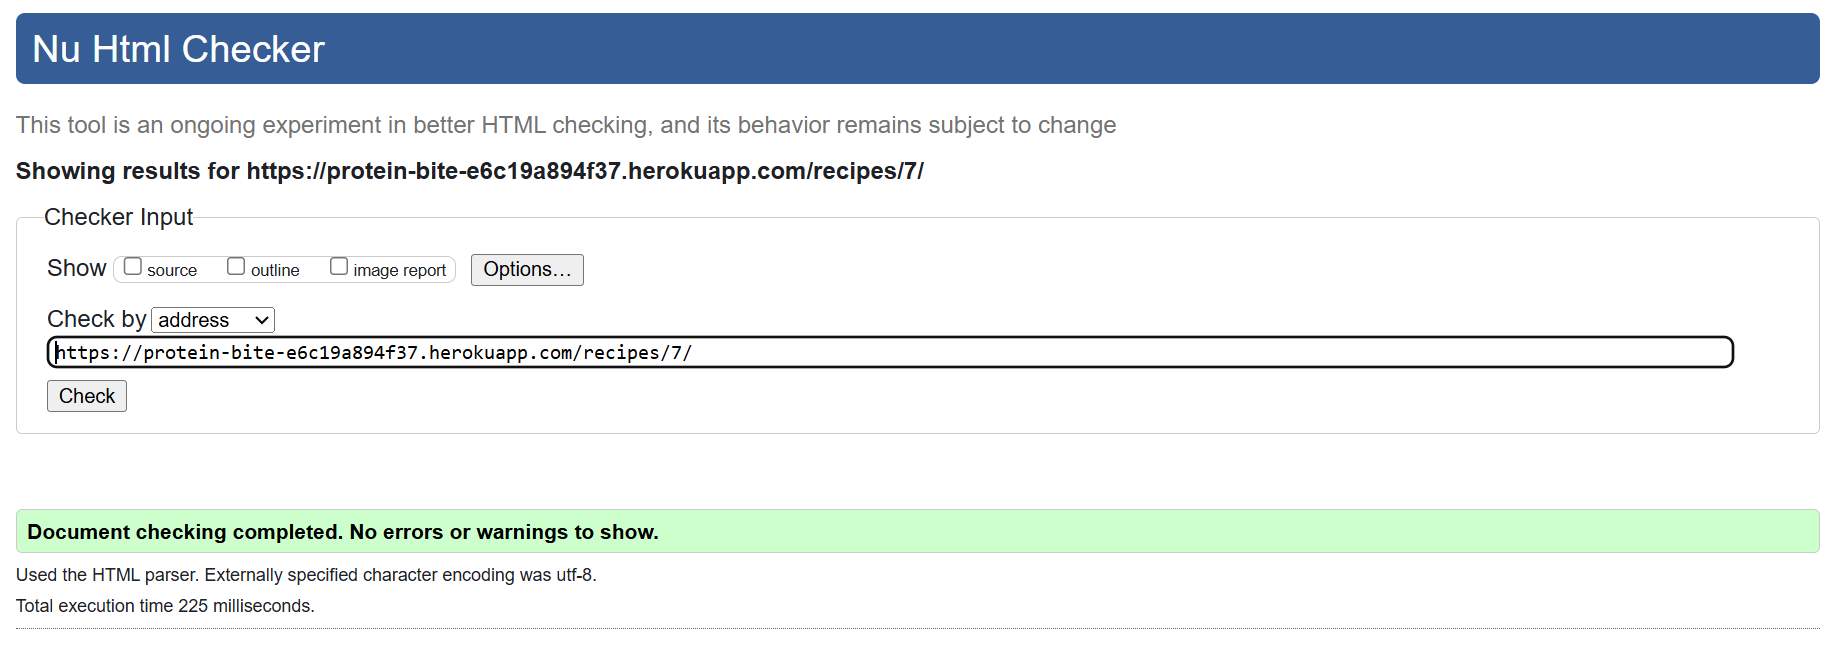 Nu Html Checker
This tool is an ongoing experiment in better HTML checking, and its behavior remains subject to change
Showing results for https://protein-bite-e6c19a894f37.herokuapp.com/recipes/7/
Checker Input
Show source outline image report Options...
Check by address
https://protein-bite-e6c19a894f37.herokuapp.com/recipes/7/
Check
Document checking completed. No errors or warnings to show.
Used the HTML parser. Externally specified character encoding was utf-8.
Total execution time 225 milliseconds.